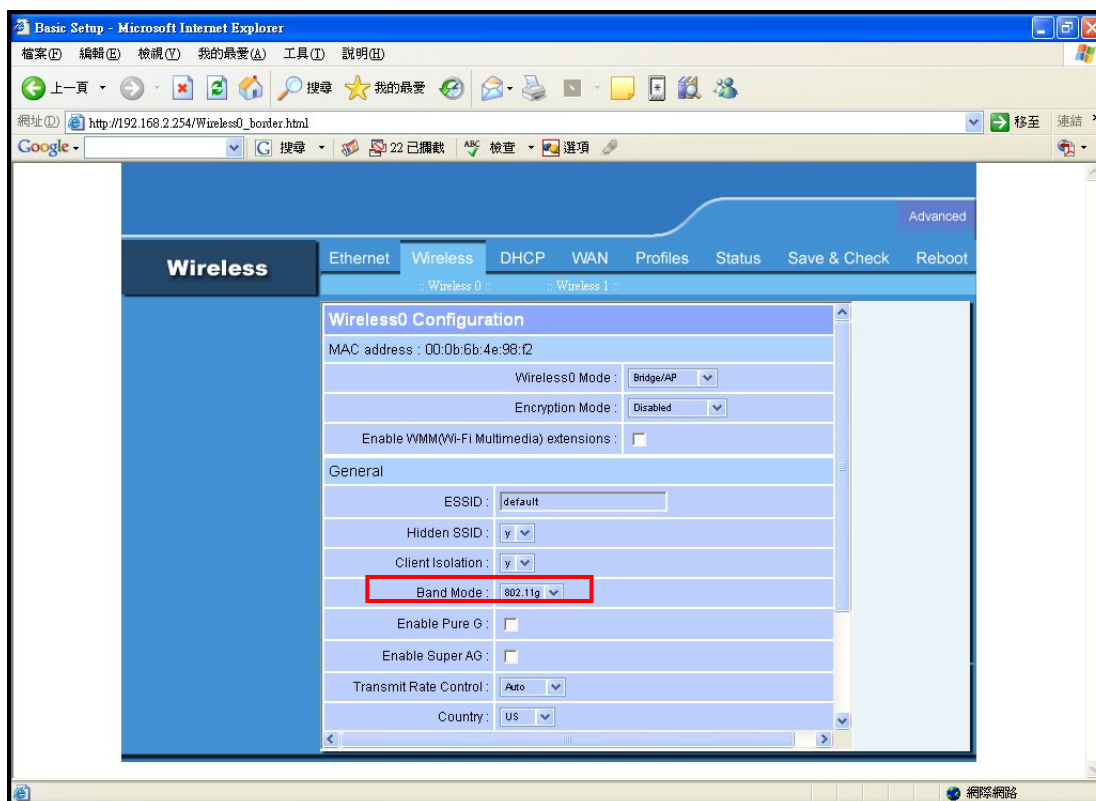 Basic Setup - Microsoft Internet Explorer
檔案(F) 編輯(E) 檢視(V) 我的最愛(A) 工具(T) 說明(H)
上一頁 搜尋 我的最愛
網址(D) http://192.168.2.254/Wireless0_border.html 移至 連結 »
Google 搜尋 22 已攔截 ABC 檢查 選項
Advanced
Wireless
Ethernet Wireless DHCP WAN Profiles Status Save & Check Reboot
:: Wireless 0 :: :: Wireless 1 ::
Wireless0 Configuration
MAC address : 00:0b:6b:4e:98:f2
Wireless0 Mode : Bridge/AP
Encryption Mode : Disabled
Enable WMM(Wi-Fi Multimedia) extensions :
General
ESSID : default
Hidden SSID : y
Client Isolation : y
Band Mode : 802.11g
Enable Pure G :
Enable Super AG :
Transmit Rate Control : Auto
Country : US
網際網路